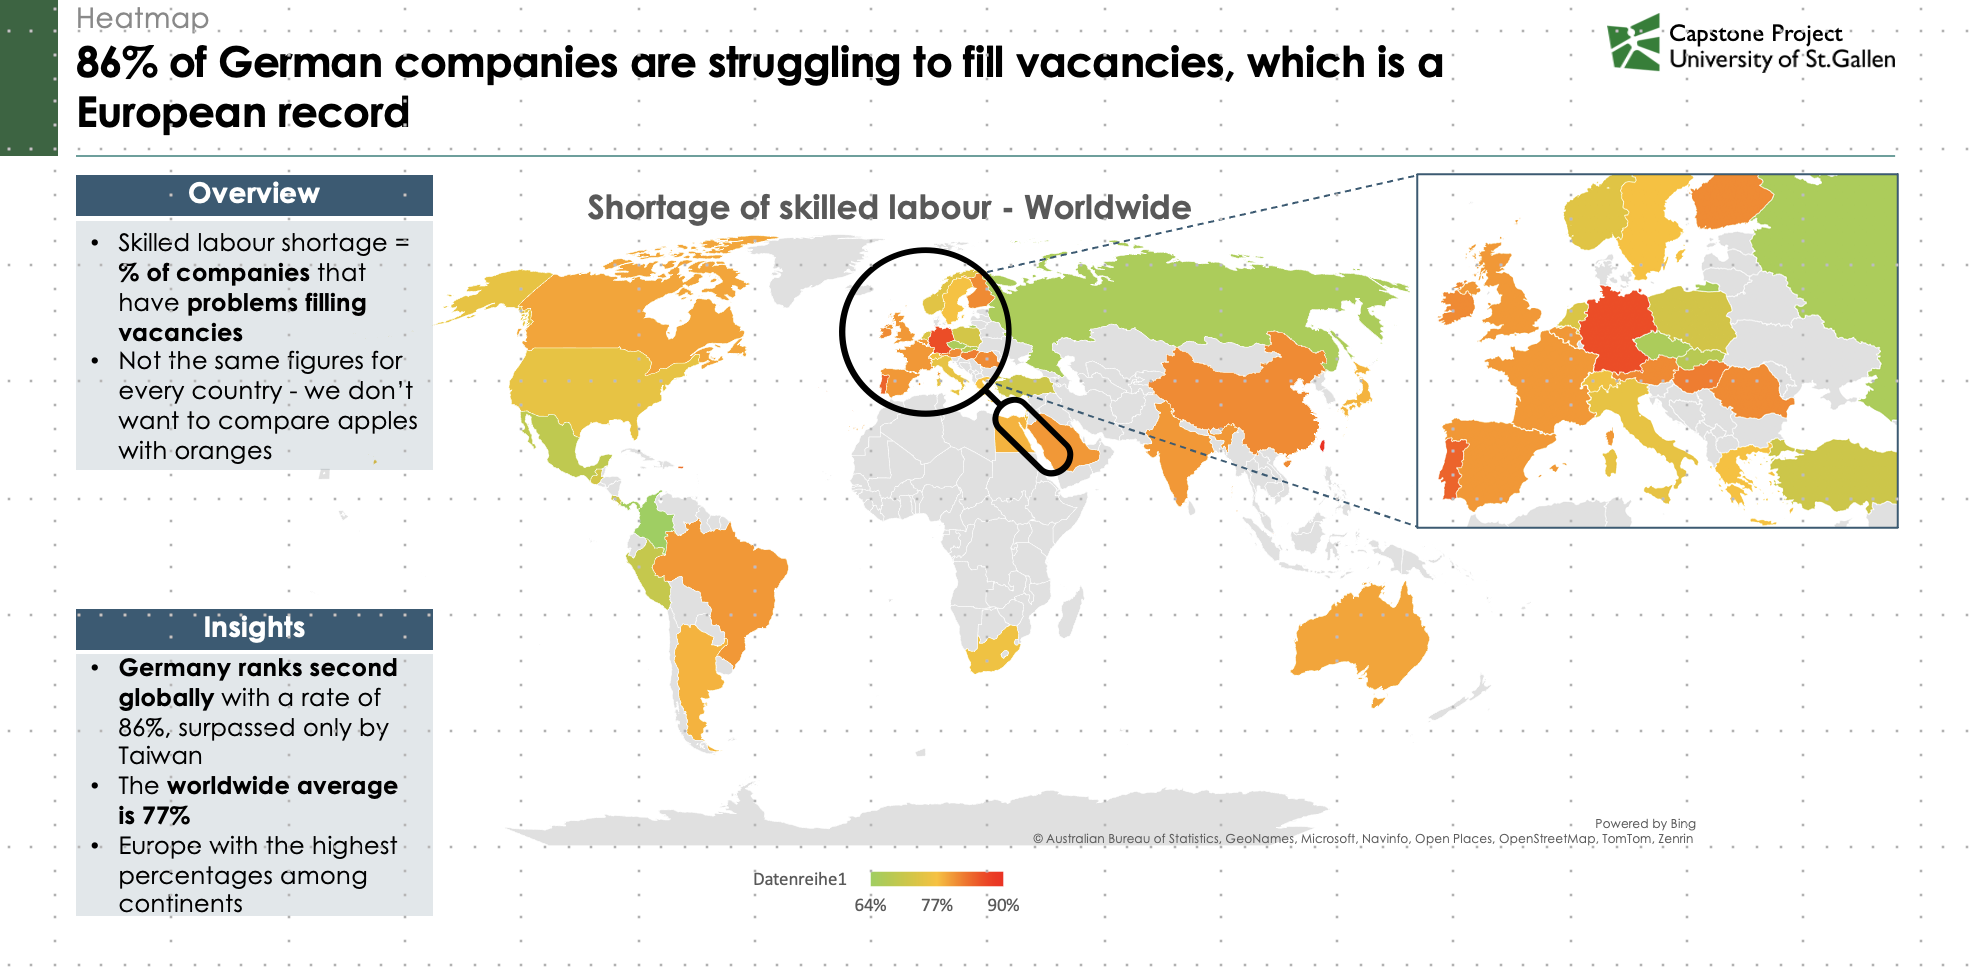 Heatmap
86% of German companies are struggling to fill vacancies, which is a
European record
Capstone Project
University of St.Gallen
Overview
• Skilled labour shortage =
% of companies that
have problems filling
vacancies
• Not the same figures for
every country - we don't
want to compare apples
with oranges
Insights
• Germany ranks second
globally with a rate of
86%, surpassed only by
Taiwan
• The worldwide average
is 77%
• Europe with the highest
percentages among
continents
Shortage of skilled labour - Worldwide
Powered by Bing
© Australian Bureau of Statistics, GeoNames, Microsoft, Navinfo, Open Places, OpenStreetMap, TomTom, Zenrin
Datenreihe1
64% 77% 90%